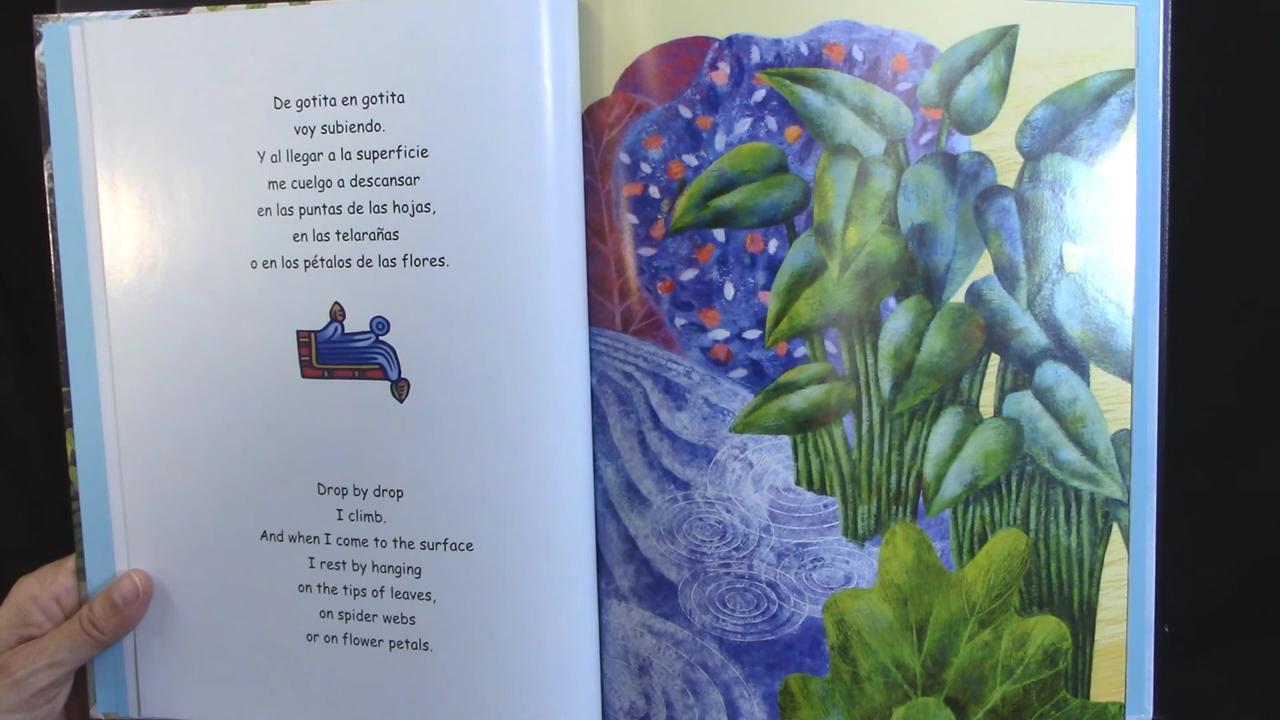 De gotita en gotita
voy subiendo.
Y al llegar a la superficie
me cuelgo a descansar
en las puntas de las hojas,
en las telarañas
o en los pétalos de las flores.
Drop by drop
I climb.
And when I come to the surface
I rest by hanging
on the tips of leaves,
on spider webs
or on flower petals.